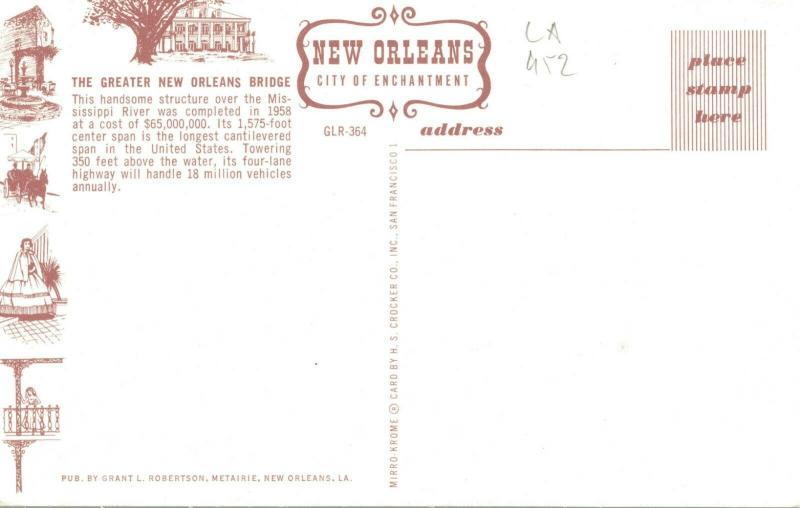 THE GREATER NEW ORLEANS BRIDGE
This handsome structure over the Mis-
sissippi River was completed in 1958
at a cost of $65,000,000. Its 1,575-foot
center span is the longest cantilevered
span in the United States. Towering
350 feet above the water, its four-lane
highway will handle 18 million vehicles
annually.
NEW ORLEANS
CITY OF ENCHANTMENT
GLR-364
address
LA
452
place
stamp
here
MIRRO-KROME ® CARD BY H. S. CROCKER CO., INC., SAN FRANCISCO 1
PUB. BY GRANT L. ROBERTSON, METAIRIE, NEW ORLEANS, LA.